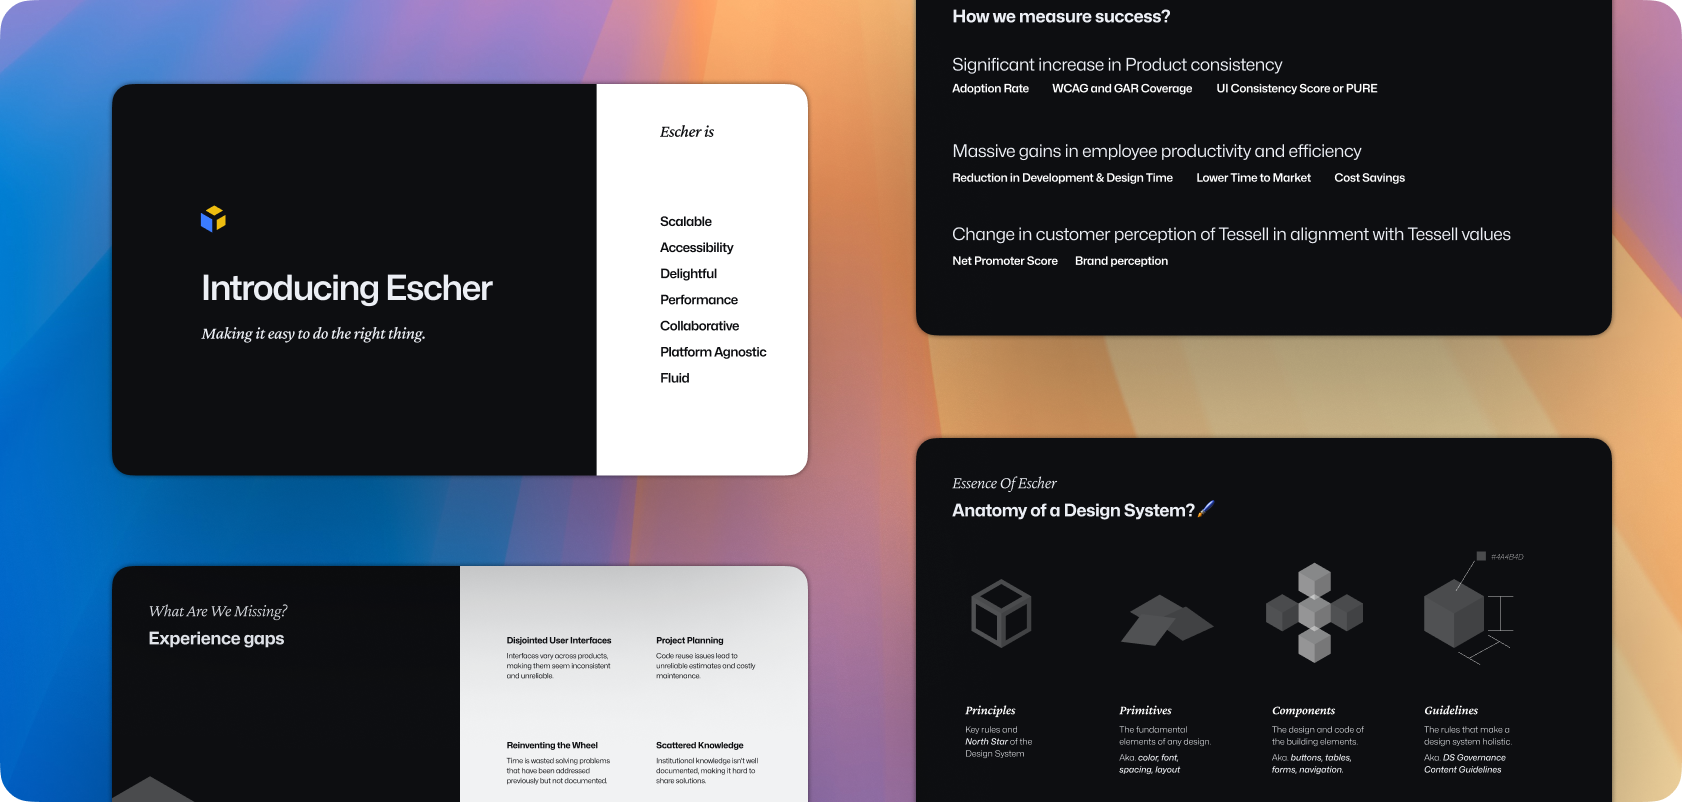 Introducing Escher
Making it easy to do the right thing.
Escher is
Scalable
Accessibility
Delightful
Performance
Collaborative
Platform Agnostic
Fluid
What Are We Missing?
Experience gaps
Disjointed User Interfaces
Interfaces vary across products,
making them seem inconsistent
and unreliable.
Project Planning
Code reuse issues lead to
unreliable estimates and costly
maintenance.
Reinventing the Wheel
Time is wasted solving problems
that have been addressed
previously but not documented.
Scattered Knowledge
Institutional knowledge isn't well
documented, making it hard to
share solutions.
How we measure success?
Significant increase in Product consistency
Adoption Rate WCAG and GAR Coverage UI Consistency Score or PURE
Massive gains in employee productivity and efficiency
Reduction in Development & Design Time Lower Time to Market Cost Savings
Change in customer perception of Tessell in alignment with Tessell values
Net Promoter Score Brand perception
Essence Of Escher
Anatomy of a Design System?
#4A4B4D
Principles
Key rules and
North Star of the
Design System
Primitives
The fundamental
elements of any design.
Aka. color, font,
spacing, layout
Components
The design and code of
the building elements.
Aka. buttons, tables,
forms, navigation.
Guidelines
The rules that make a
design system holistic.
Aka. DS Governance
Content Guidelines